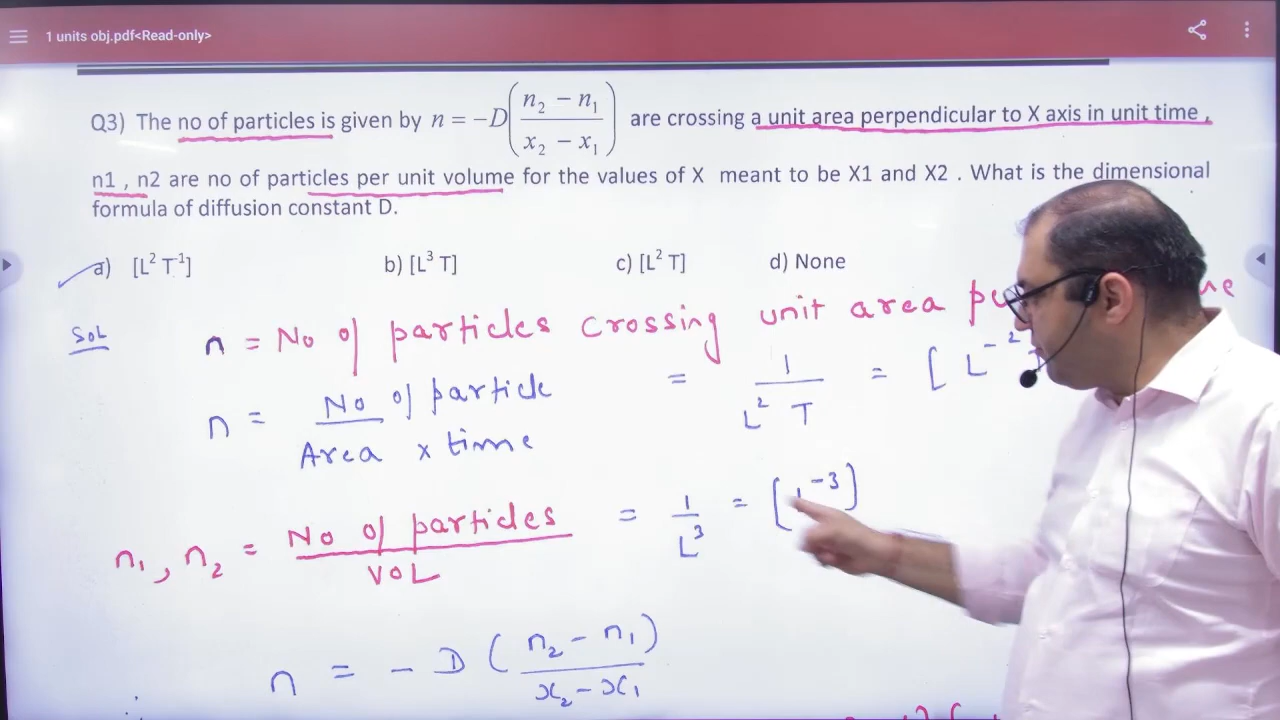 1 units obj.pdf<Read-only>
Q3) The no of particles is given by n = −D( n₂ − n₁ / x₂ − x₁ ) are crossing a unit area perpendicular to X axis in unit time ,
n1 , n2 are no of particles per unit volume for the values of X meant to be X1 and X2 . What is the dimensional
formula of diffusion constant D.
a) [L² T⁻¹] b) [L³ T] c) [L² T] d) None
Sol n = No of particles crossing unit area
n = No of particle / Area x time = 1 / L² T = [ L⁻²
n₁ , n₂ = No of particles / VOL = 1 / L³ = [L⁻³]
n = − D ( n₂ − n₁ / x₂ − x₁ )
∴